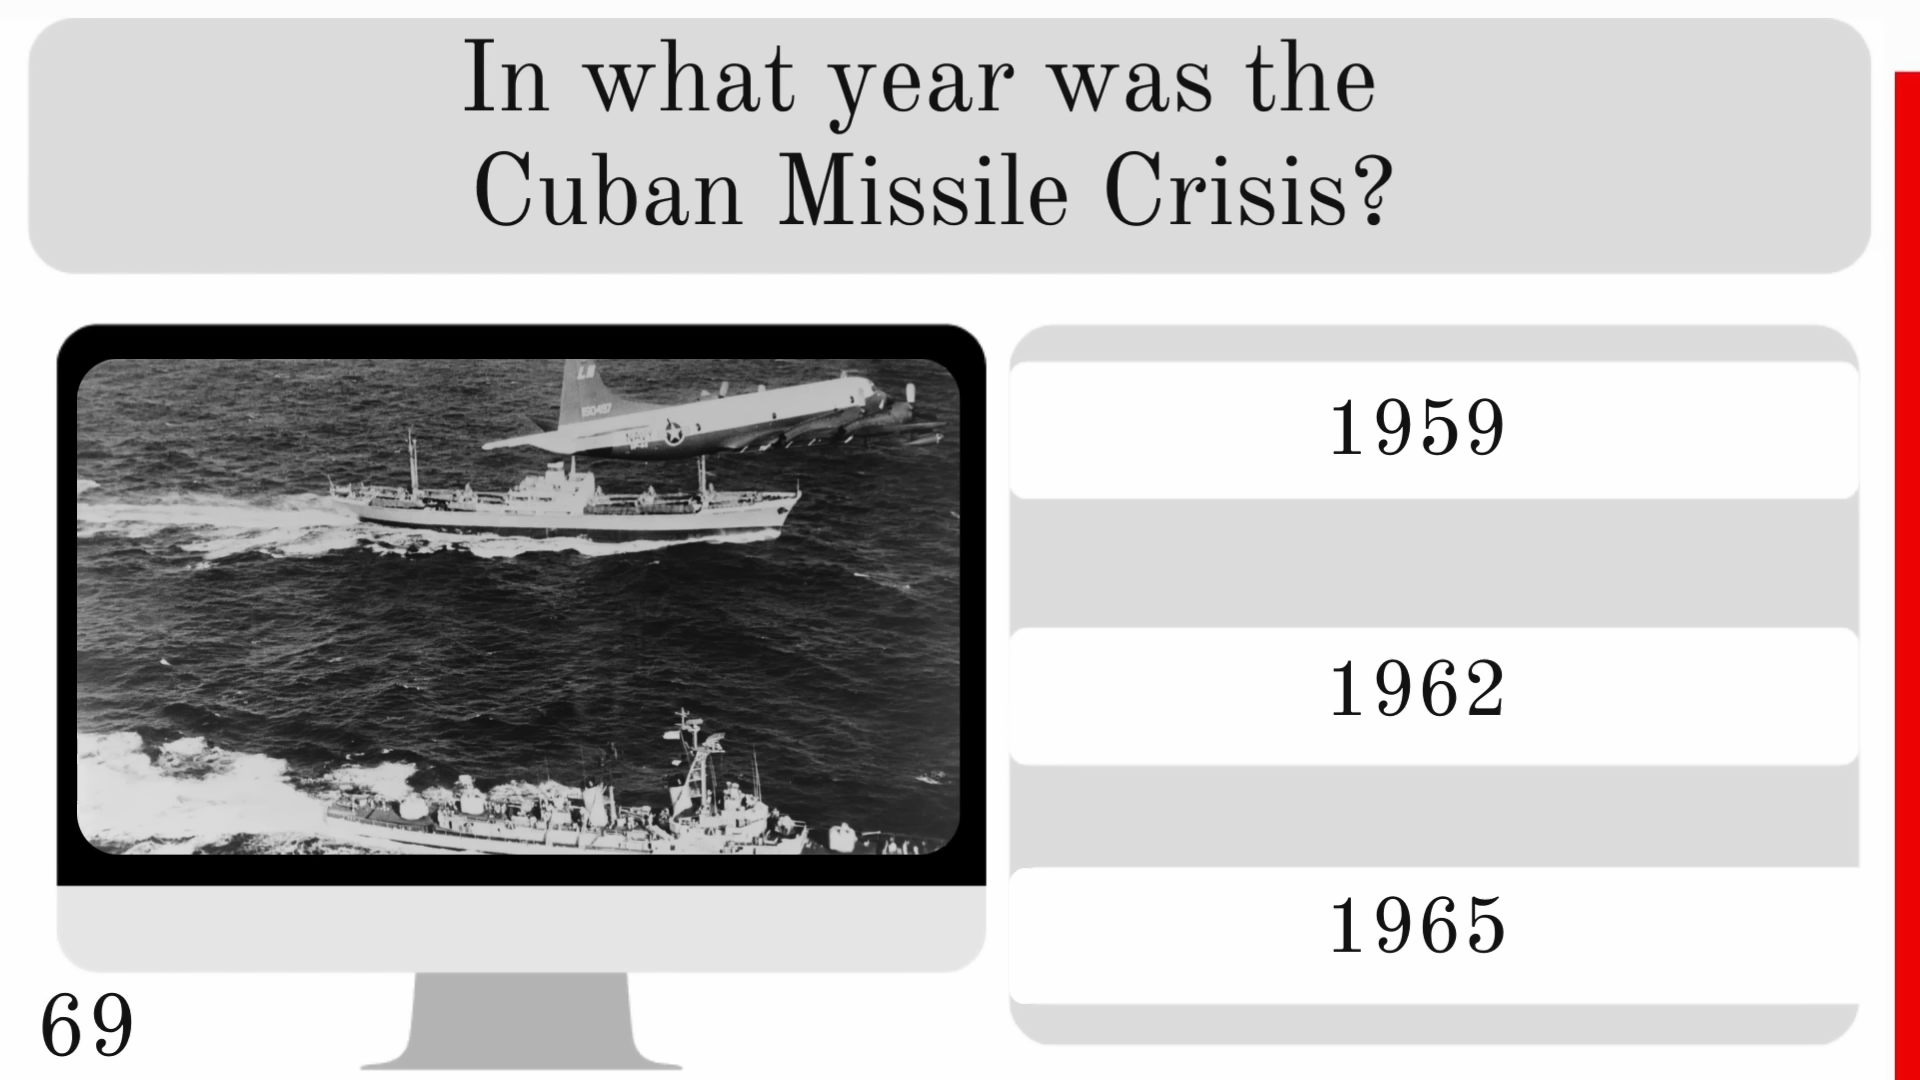 In what year was the
Cuban Missile Crisis?
1959
1962
1965
69